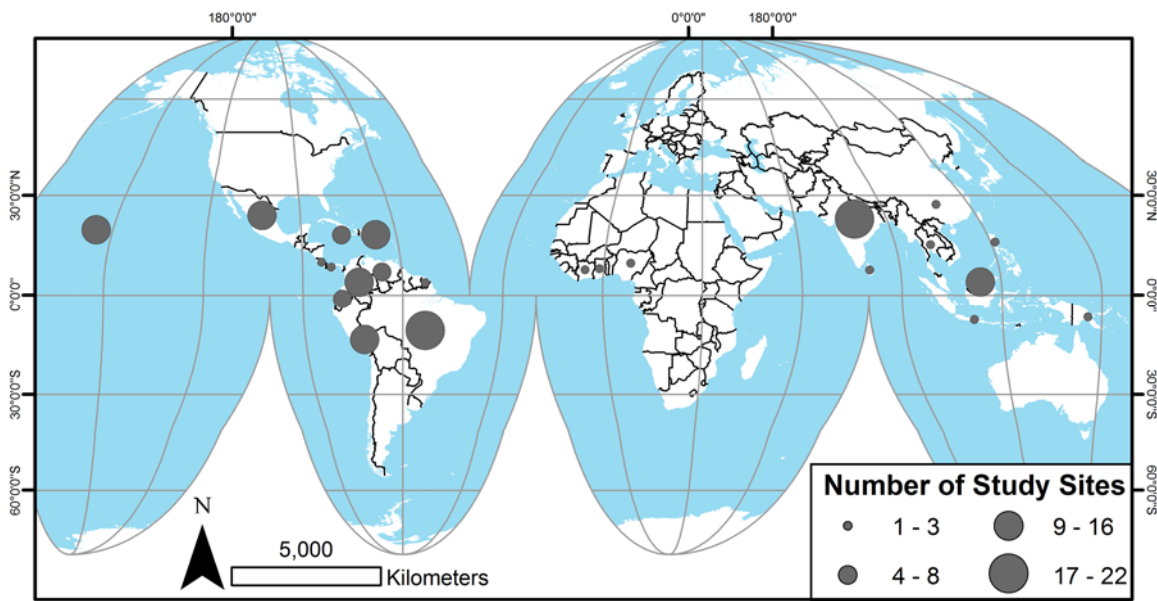 180°0'0"
0°0'0"
180°0'0"
30°0'0"N
0°0'0"
30°0'0"S
60°0'0"S
30°0'0"N
0°0'0"
30°0'0"S
60°0'0"S
N
5,000
Kilometers
Number of Study Sites
1 - 3
9 - 16
4 - 8
17 - 22